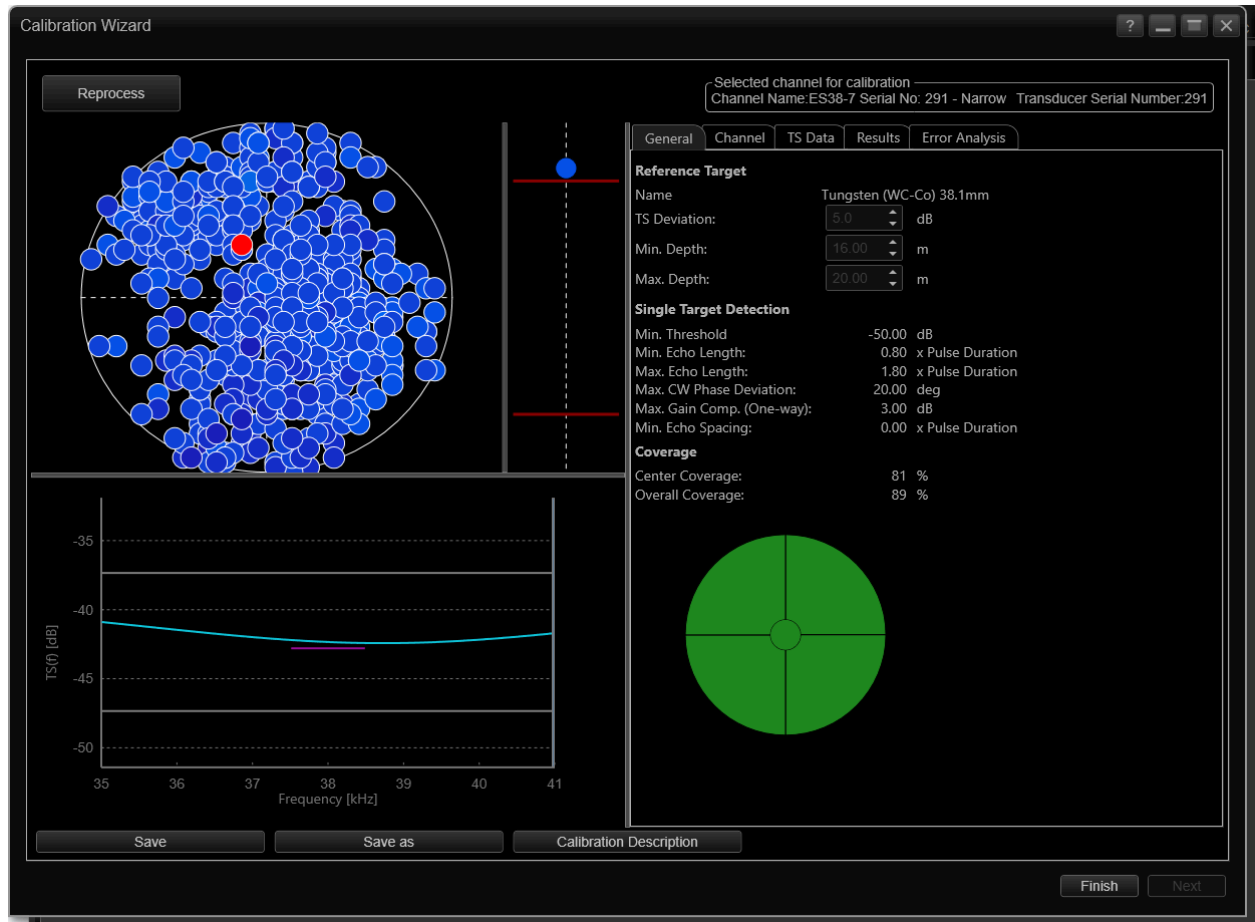 Calibration Wizard
?
Reprocess
Selected channel for calibration
Channel Name:ES38-7 Serial No: 291 - Narrow Transducer Serial Number:291
General Channel TS Data Results Error Analysis
Reference Target
Name Tungsten (WC-Co) 38.1mm
TS Deviation: 5.0 dB
Min. Depth: 16.00 m
Max. Depth: 20.00 m
Single Target Detection
Min. Threshold -50.00 dB
Min. Echo Length: 0.80 x Pulse Duration
Max. Echo Length: 1.80 x Pulse Duration
Max. CW Phase Deviation: 20.00 deg
Max. Gain Comp. (One-way): 3.00 dB
Min. Echo Spacing: 0.00 x Pulse Duration
Coverage
Center Coverage: 81 %
Overall Coverage: 89 %
TS(f) [dB]
-35
-40
-45
-50
35 36 37 38 39 40 41
Frequency [kHz]
Save Save as Calibration Description
Finish Next